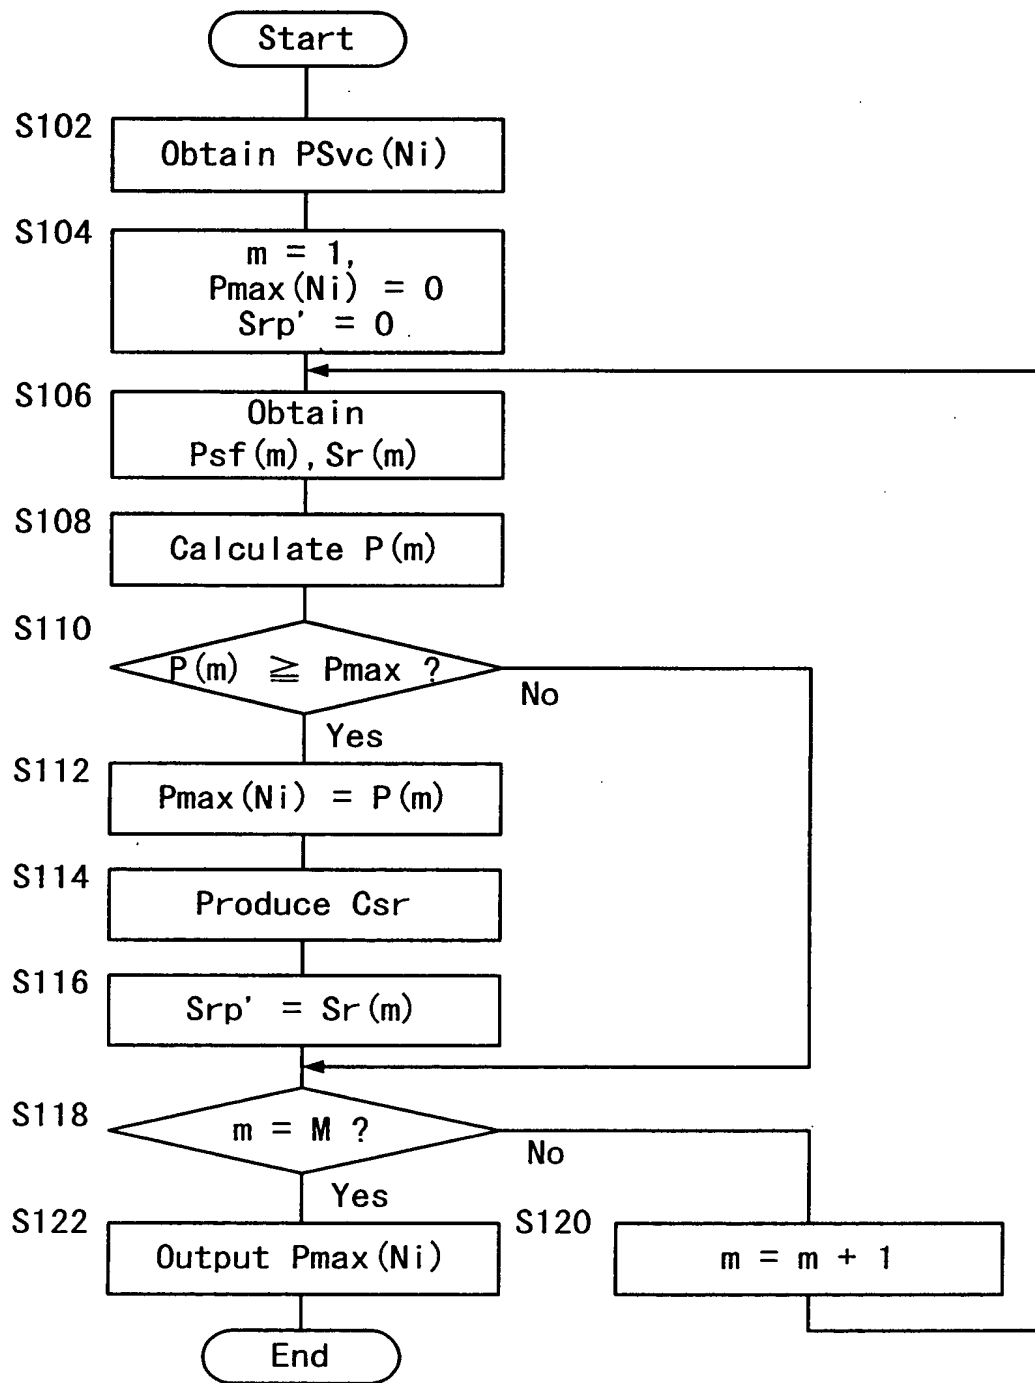 Start
S102
Obtain PSvc(Ni)
S104
m = 1,
Pmax(Ni) = 0
Srp' = 0
S106
Obtain
Psf(m),Sr(m)
S108
Calculate P(m)
S110
P(m) ≧ Pmax ?
No
Yes
S112
Pmax(Ni) = P(m)
S114
Produce Csr
S116
Srp' = Sr(m)
S118
m = M ?
No
Yes
S122
Output Pmax(Ni)
S120
m = m + 1
End